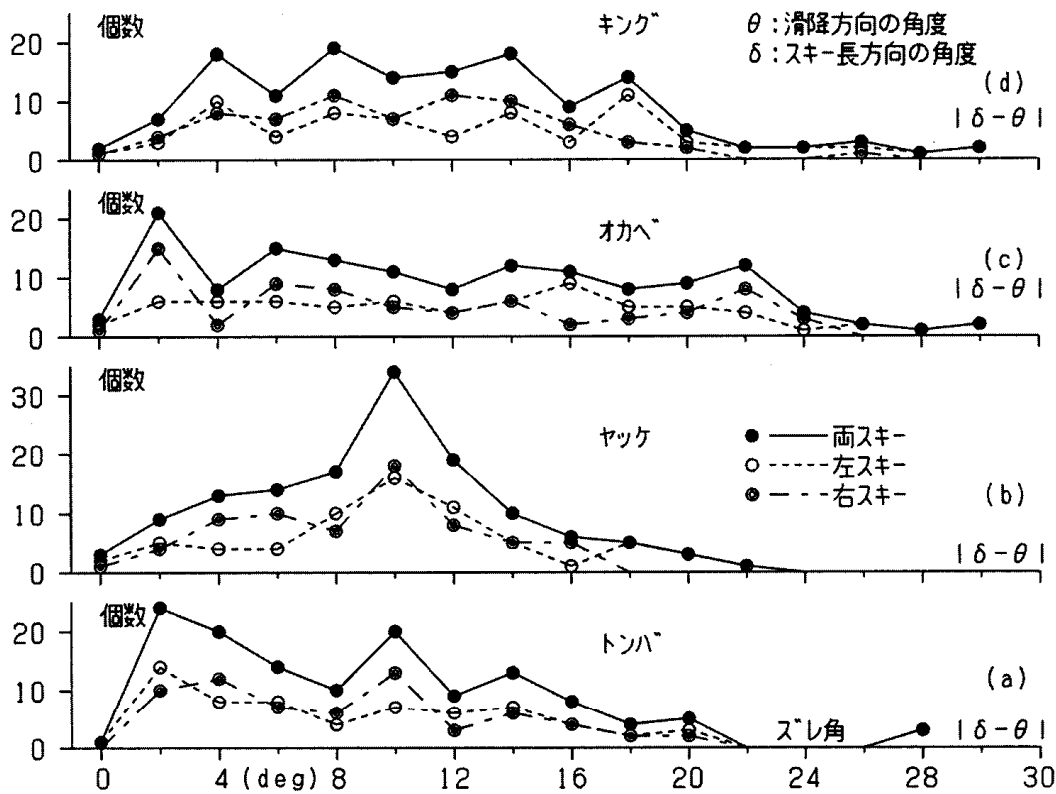 個数
キング
θ:滑降方向の角度
δ:スキー長方向の角度
(d)
|δ-θ|
20
10
0
個数
オカベ
(c)
|δ-θ|
20
10
0
個数
ヤッケ
両スキー
左スキー
右スキー
(b)
|δ-θ|
30
20
10
0
個数
トンバ
(a)
ズレ角 |δ-θ|
20
10
0
0 4 (deg) 8 12 16 20 24 28 30